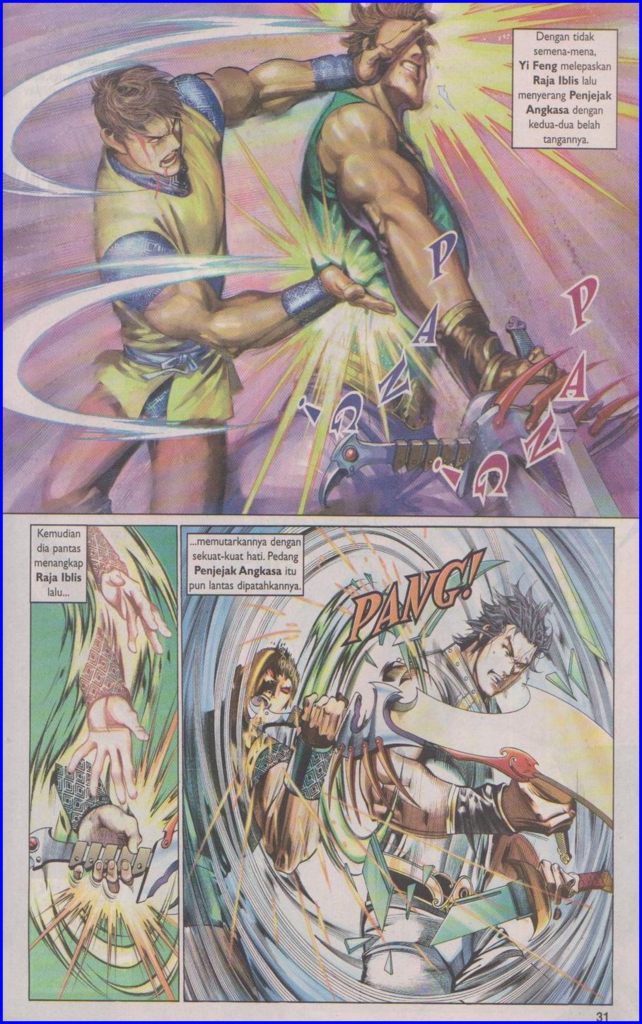 Dengan tidak
semena-mena,
Yi Feng melepaskan
Raja Iblis lalu
menyerang Penjejak
Angkasa dengan
kedua-dua belah
tangannya.
PANG!
PANG!
Kemudian
dia pantas
menangkap
Raja Iblis
lalu...
...memutarkannya dengan
sekuat-kuat hati. Pedang
Penjejak Angkasa itu
pun lantas dipatahkannya.
PANG!
31